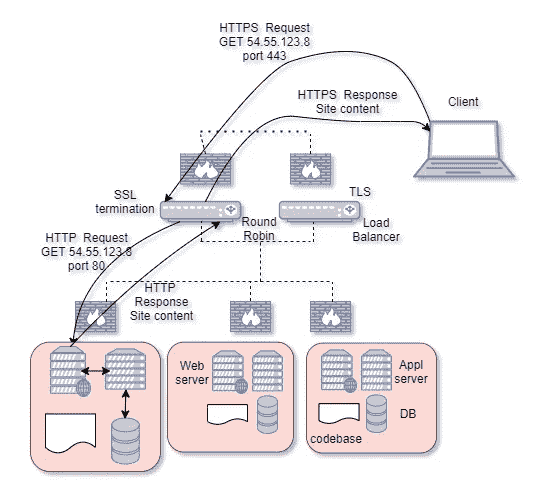 HTTPS Request
GET 54.55.123.8
port 443
HTTPS Response
Site content
Client
SSL
termination
TLS
Round
Robin
Load
Balancer
HTTP Request
GET 54.55.123.8
port 80
HTTP
Response
Site content
Web
server
Appl
server
DB
codebase